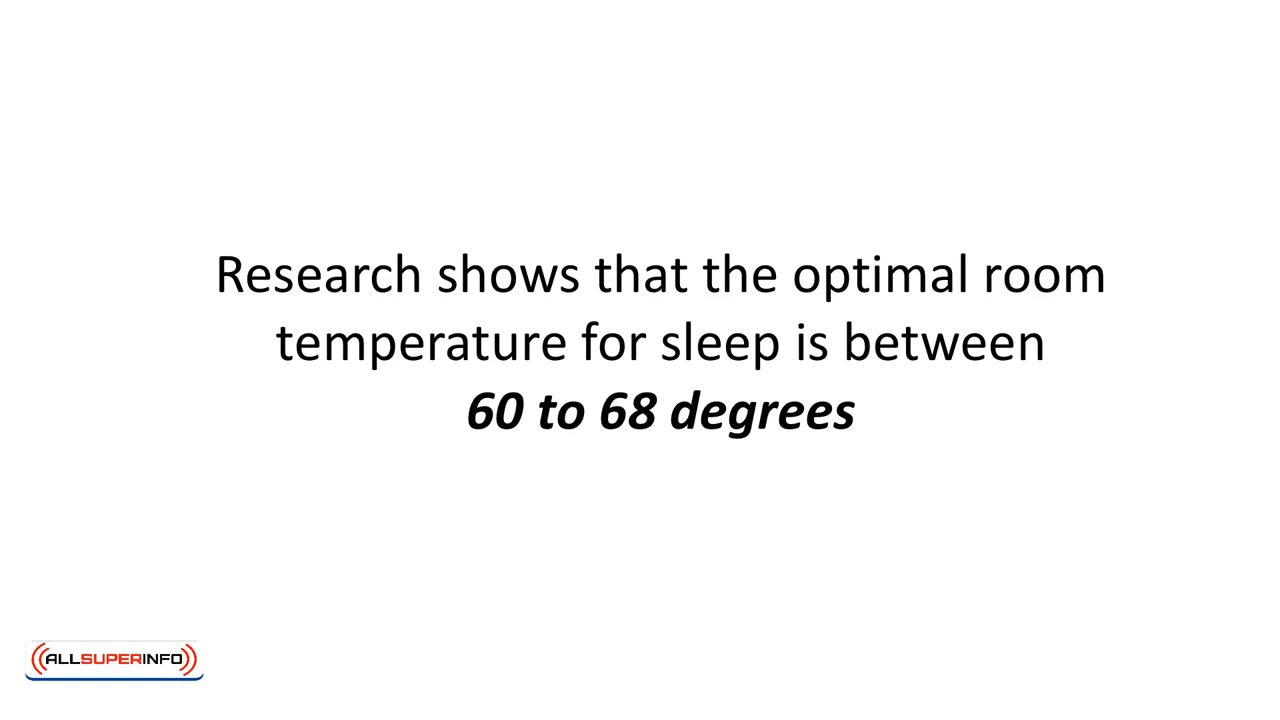 Research shows that the optimal room
temperature for sleep is between
60 to 68 degrees
ALLSUPERINFO